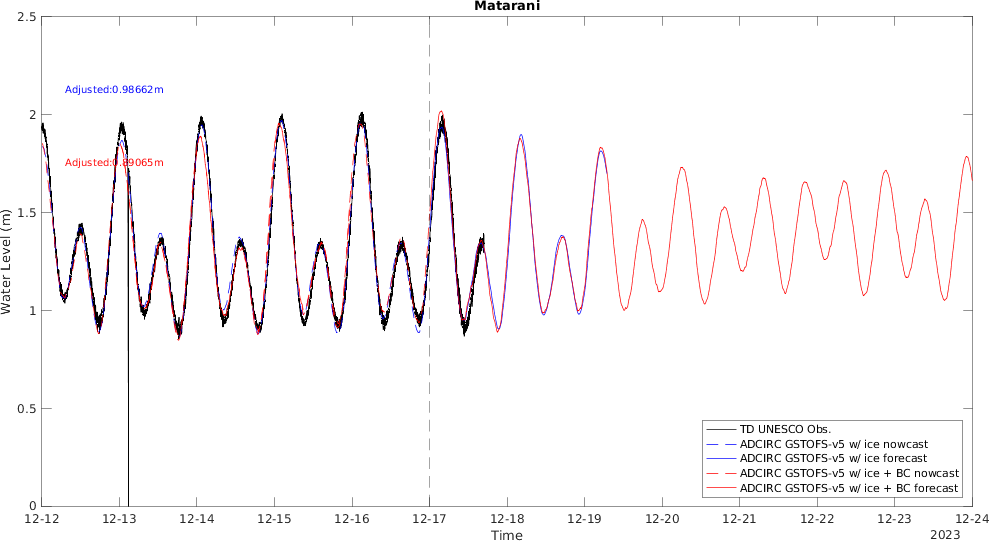 Matarani
2.5
2
1.5
1
0.5
0
Water Level (m)
Adjusted:0.98662m
Adjusted:0.89065m
TD UNESCO Obs.
ADCIRC GSTOFS-v5 w/ ice nowcast
ADCIRC GSTOFS-v5 w/ ice forecast
ADCIRC GSTOFS-v5 w/ ice + BC nowcast
ADCIRC GSTOFS-v5 w/ ice + BC forecast
12-12 12-13 12-14 12-15 12-16 12-17 12-18 12-19 12-20 12-21 12-22 12-23 12-24
Time
2023